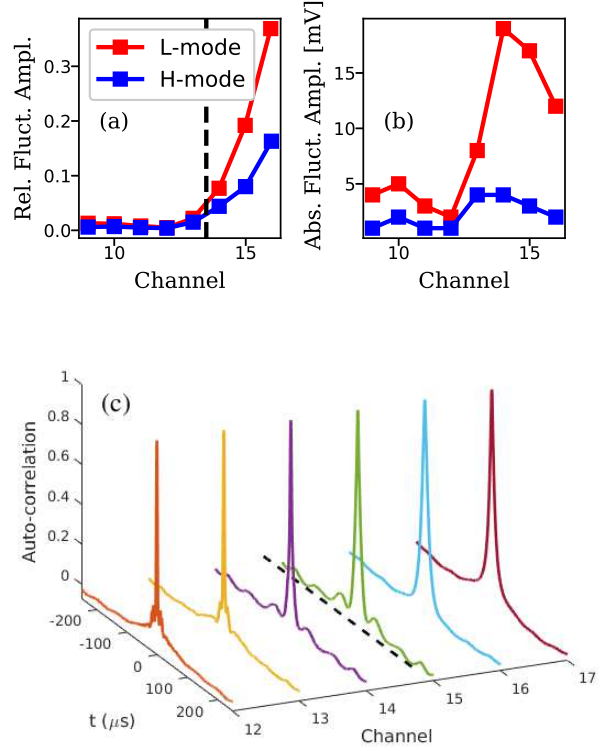 Rel. Fluct. Ampl.
0.3
0.2
0.1
0.0
L-mode
H-mode
(a)
10
15
Channel
Abs. Fluct. Ampl. [mV]
15
10
5
(b)
10
15
Channel
(c)
Auto-correlation
1
0.8
0.6
0.4
0.2
0
-200
-100
0
100
200
t (μs)
12
13
14
15
16
17
Channel